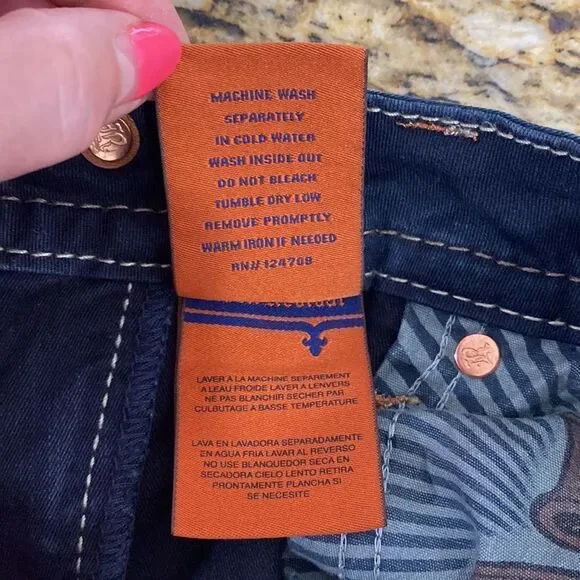 MACHINE WASH
SEPARATELY
IN COLD WATER
WASH INSIDE OUT
DO NOT BLEACH
TUMBLE DRY LOW
REMOVE PROMPTLY
WARM IRON IF NEEDED
RN# 124708
LAVER A LA MACHINE SEPAREMENT
A LEAU FROIDE LAVER A LENVERS
NE PAS BLANCHIR SECHER PAR
CULBUTAGE A BASSE TEMPERATURE
LAVA EN LAVADORA SEPARADAMENTE
EN AGUA FRIA LAVAR AL REVERSO
NO USE BLANQUEDOR SECA EN
SECADORA CIELO LENTO RETIRA
PRONTAMENTE PLANCHA SI
SE NECESITE